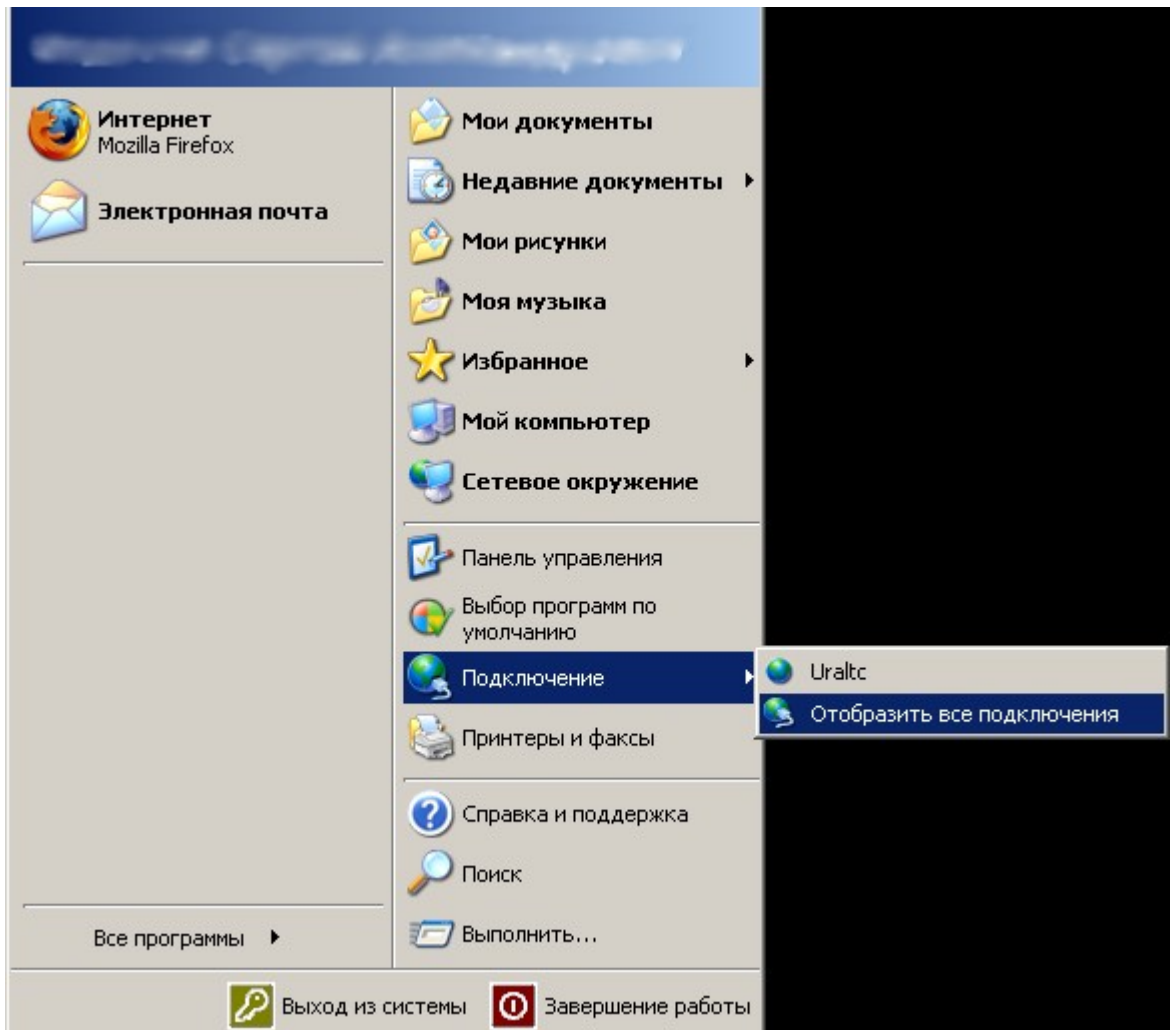 Интернет
Mozilla Firefox
Электронная почта
Все программы
Мои документы
Недавние документы
Мои рисунки
Моя музыка
Избранное
Мой компьютер
Сетевое окружение
Панель управления
Выбор программ по
умолчанию
Подключение
Принтеры и факсы
Справка и поддержка
Поиск
Выполнить...
Uraltc
Отобразить все подключения
Выход из системы
Завершение работы